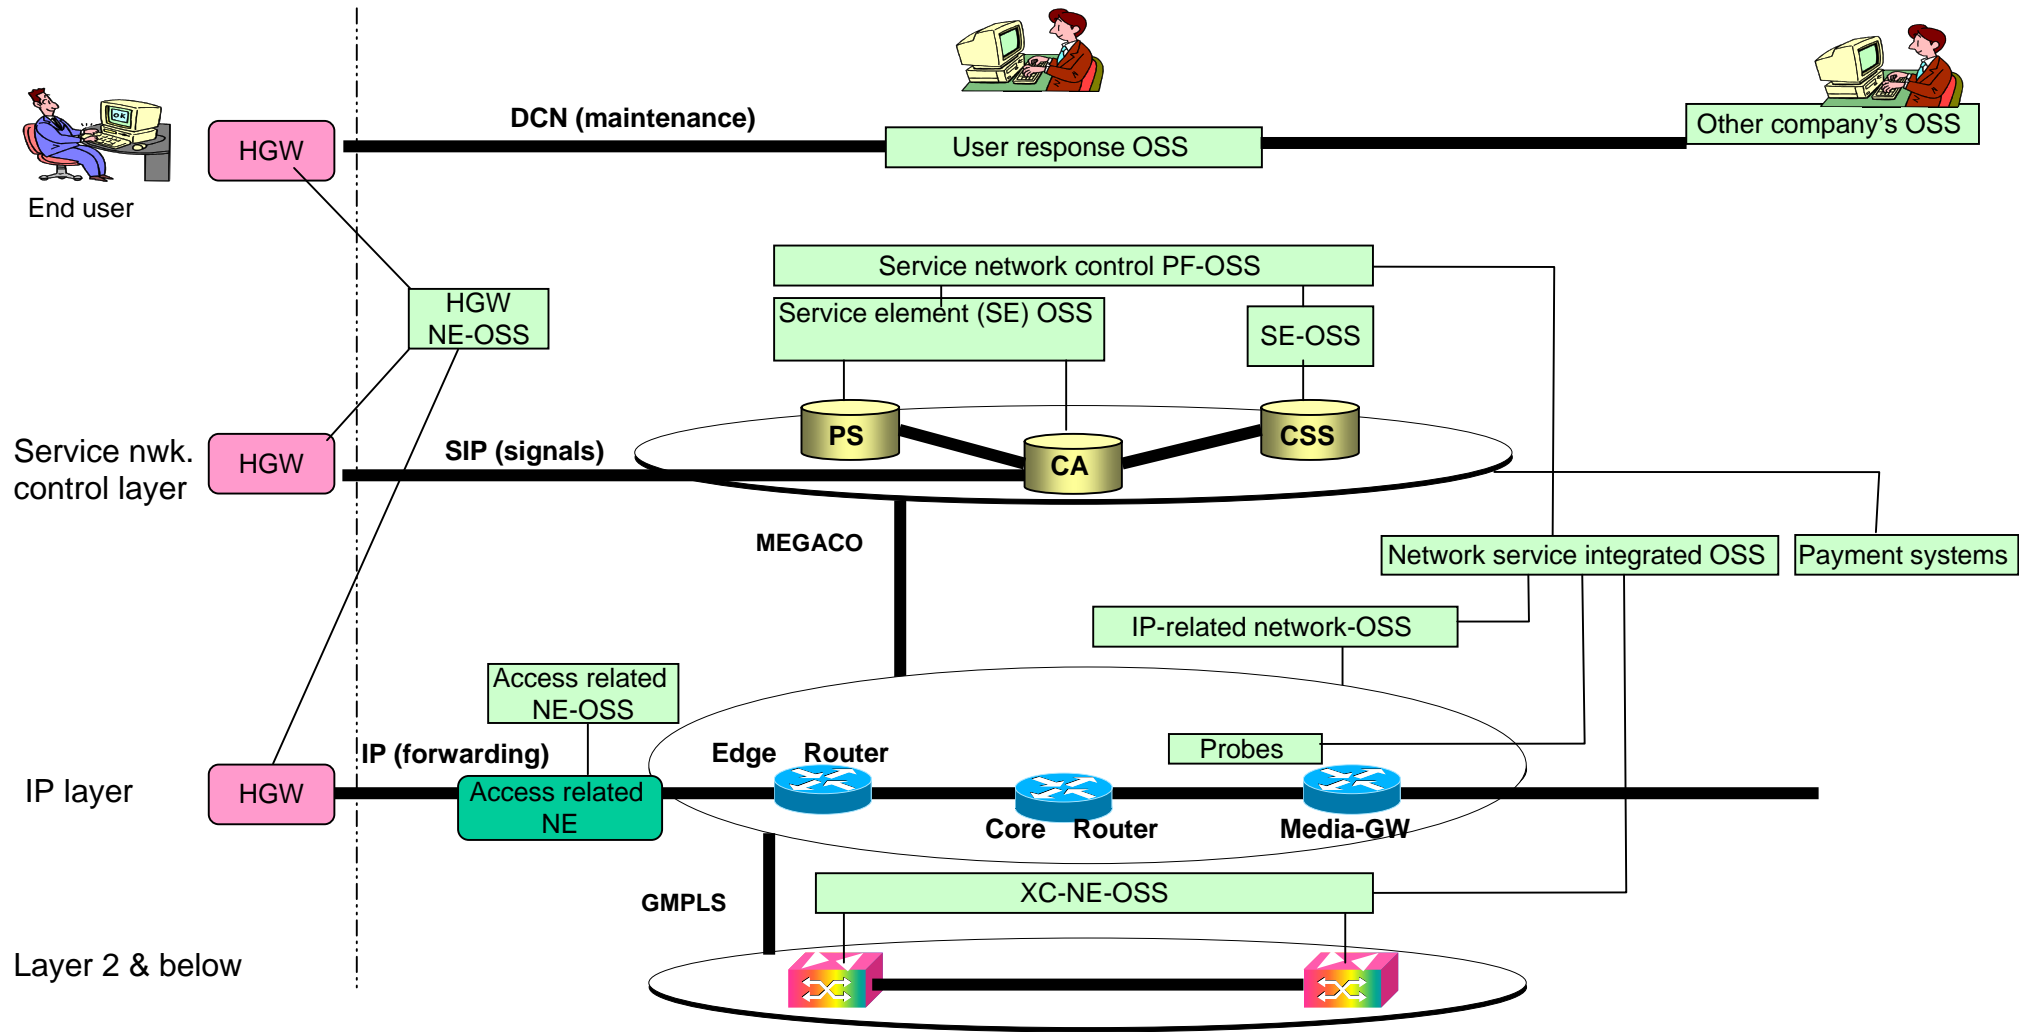 DCN (maintenance)
Other company's OSS
HGW
User response OSS
End user
Service network control PF-OSS
HGW
NE-OSS
Service element (SE) OSS
SE-OSS
PS
CSS
Service nwk.
control layer
HGW
SIP (signals)
CA
MEGACO
Network service integrated OSS
Payment systems
IP-related network-OSS
Access related
NE-OSS
IP (forwarding)
Edge Router
Probes
IP layer
HGW
Access related
NE
Core Router
Media-GW
XC-NE-OSS
GMPLS
Layer 2 & below
OK